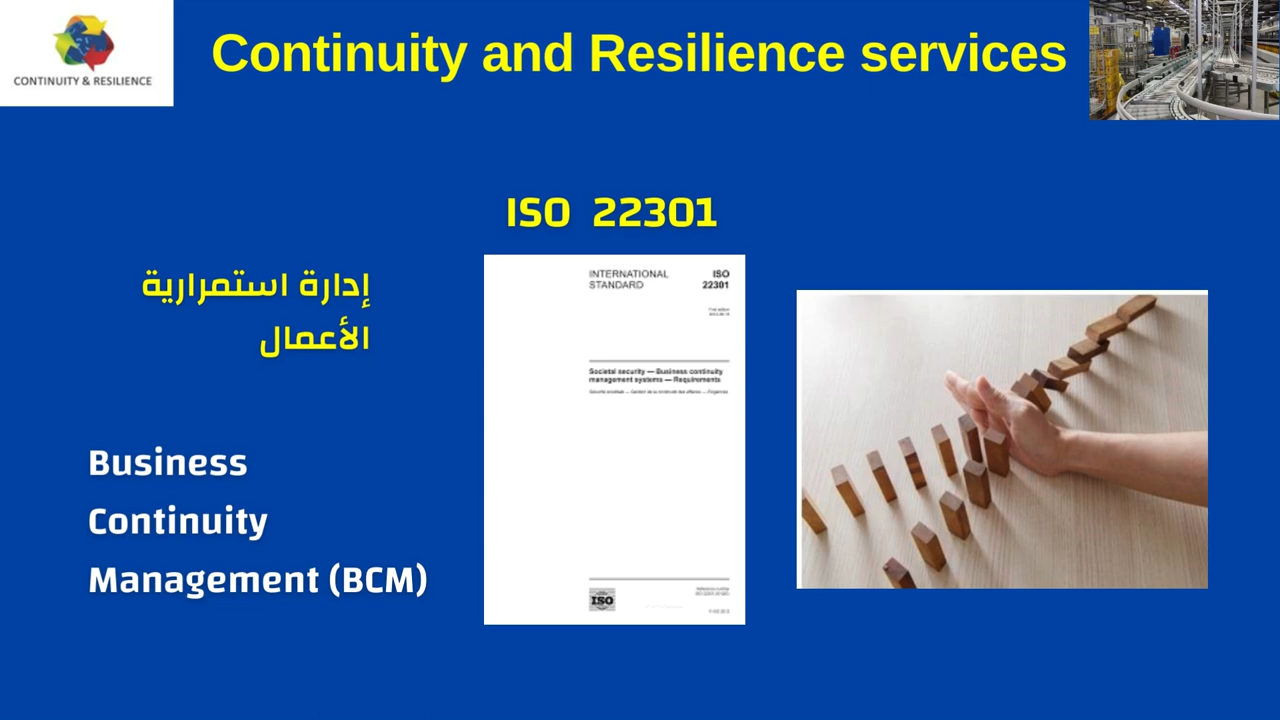 CONTINUITY & RESILIENCE
Continuity and Resilience services
ISO 22301
إدارة استمرارية
الأعمال
Business
Continuity
Management (BCM)
INTERNATIONAL
STANDARD
ISO
22301
Societal security — Business continuity
management systems — Requirements
ISO